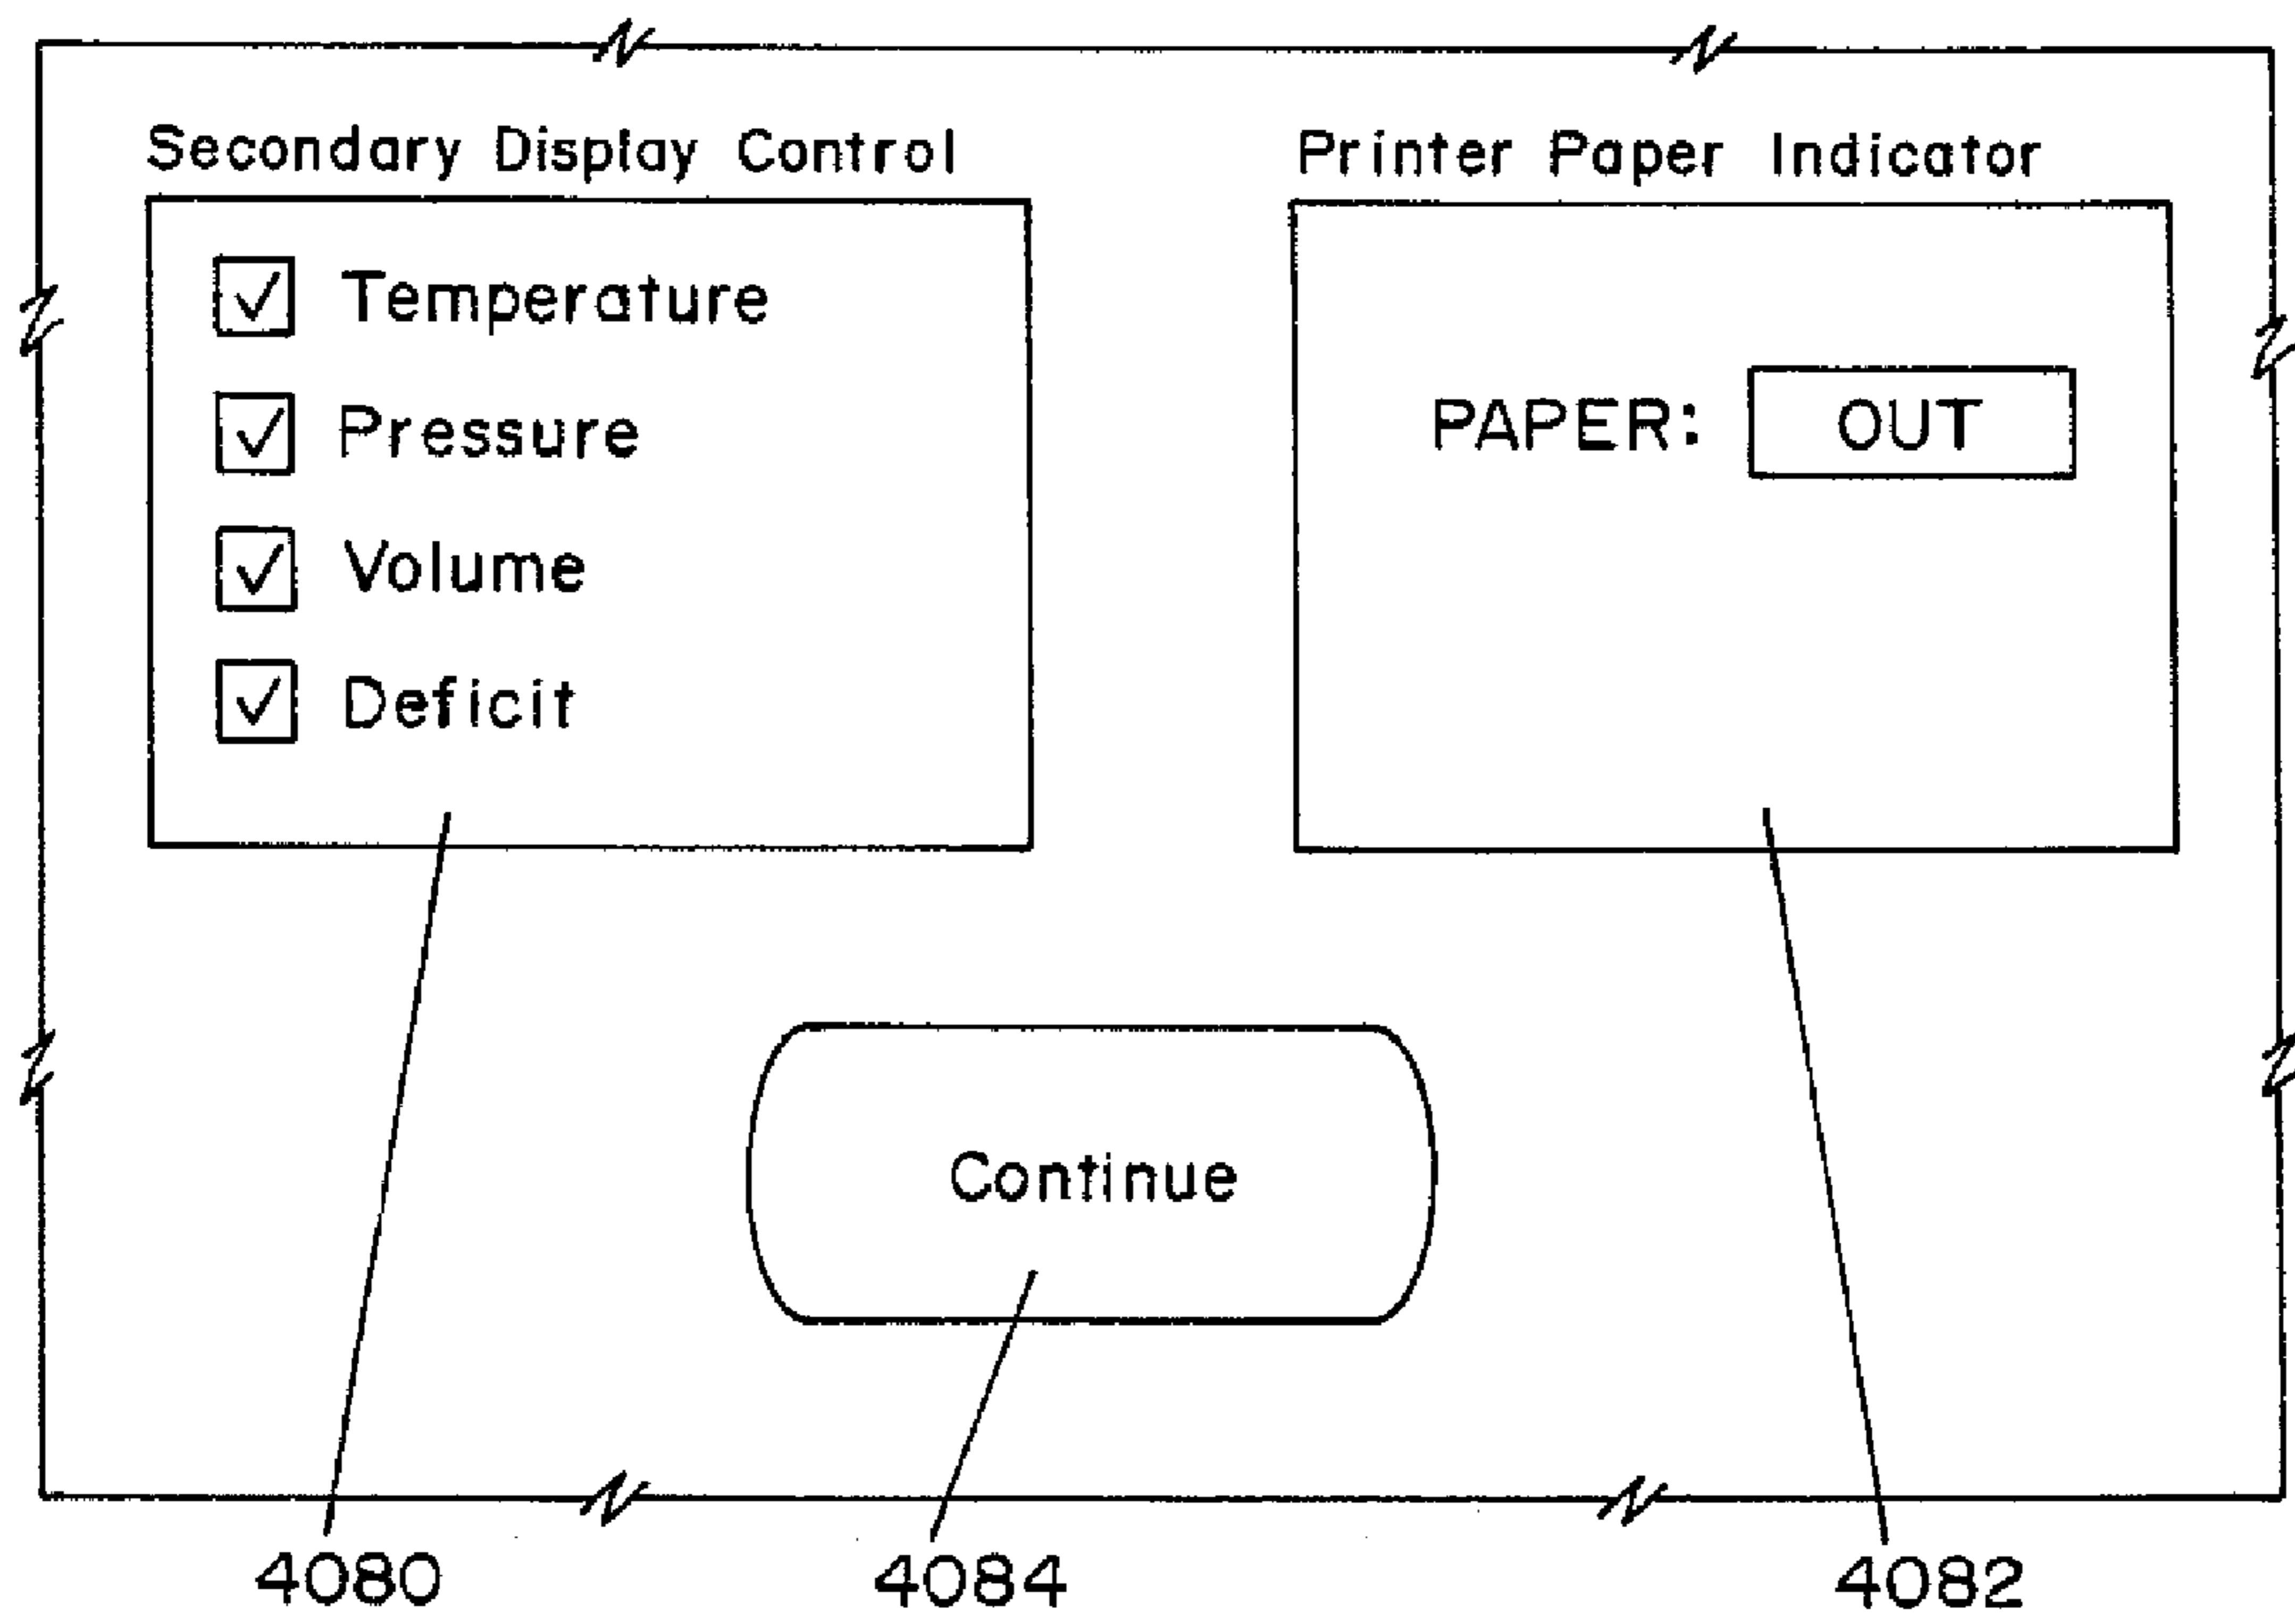 Secondary Display Control
Temperature
Pressure
Volume
Deficit
Printer Paper Indicator
PAPER: OUT
Continue
4080 4084 4082